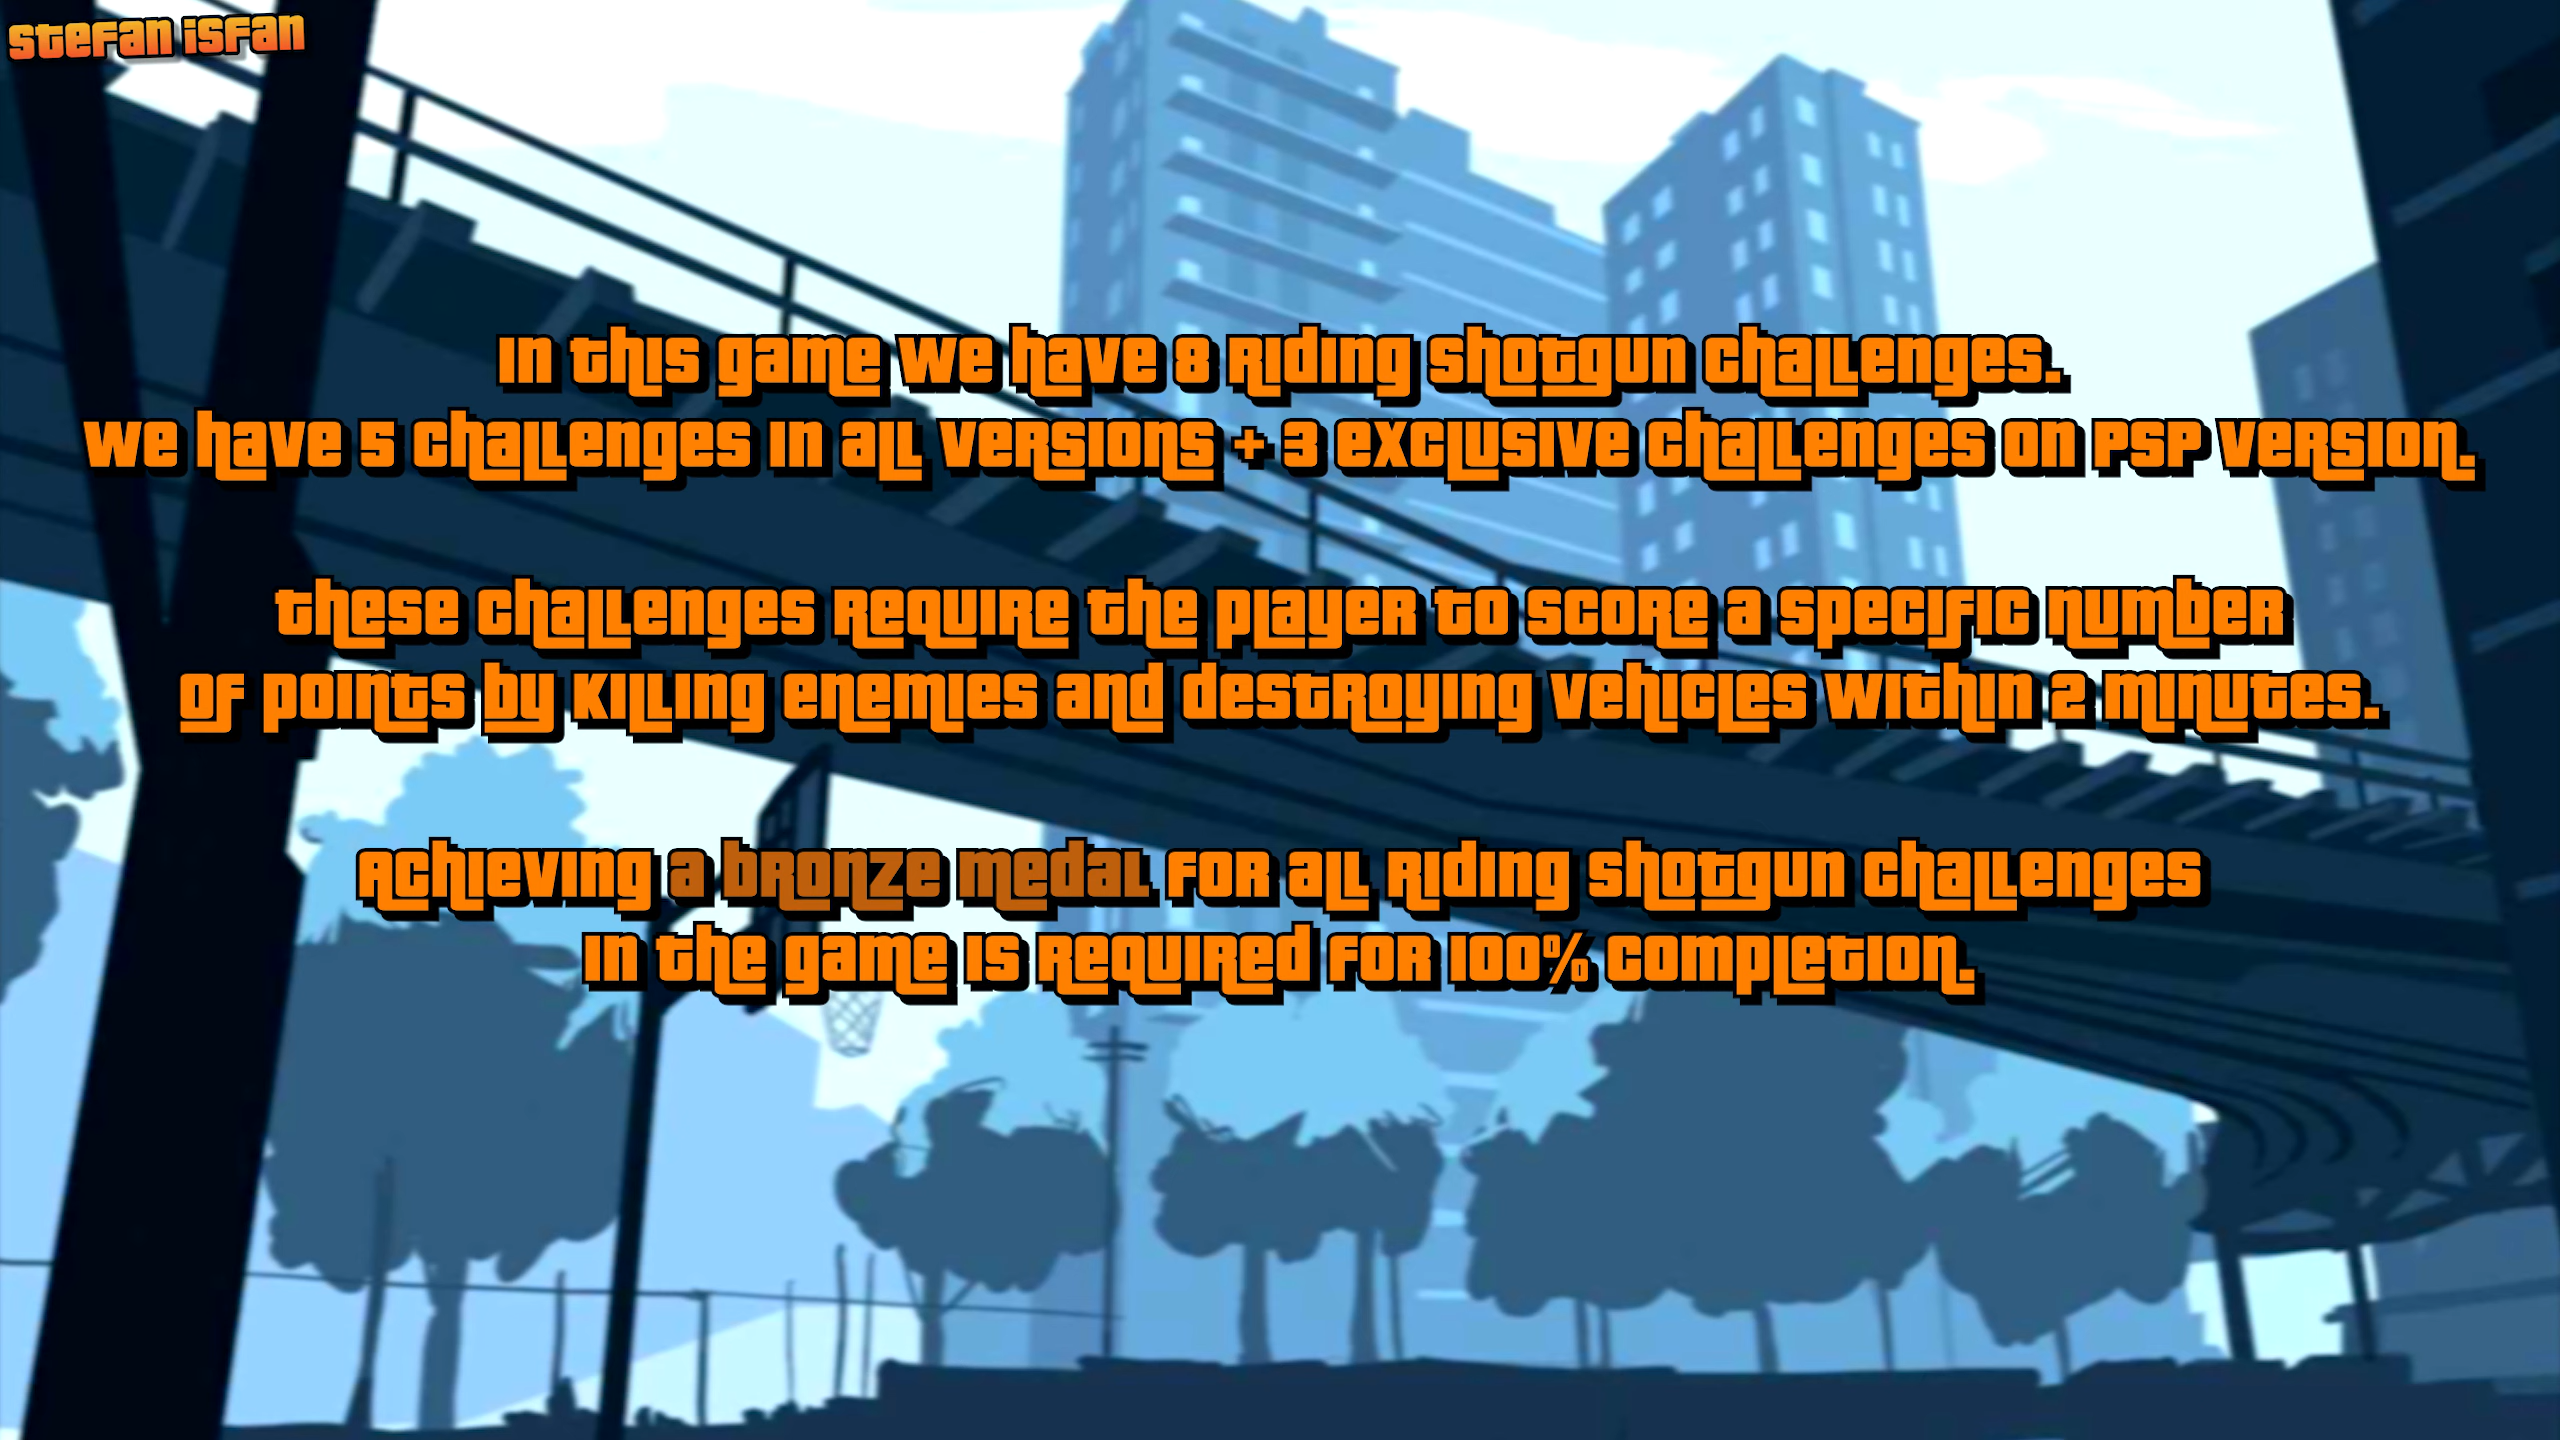 Stefan Isfan
In this game we have 8 Riding Shotgun challenges.
We have 5 challenges in all versions + 3 exclusive challenges on PSP version.
These challenges require the player to score a specific number
of points by killing enemies and destroying vehicles within 2 minutes.
Achieving a bronze medal for all Riding Shotgun challenges
in the game is required for 100% completion.